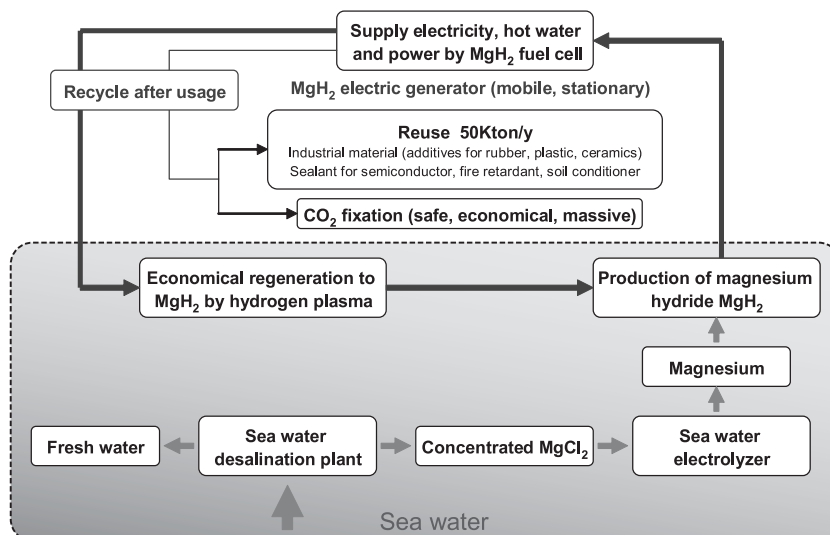 Supply electricity, hot water
and power by MgH₂ fuel cell
Recycle after usage
MgH₂ electric generator (mobile, stationary)
Reuse 50Kton/y
Industrial material (additives for rubber, plastic, ceramics)
Sealant for semiconductor, fire retardant, soil conditioner
CO₂ fixation (safe, economical, massive)
Economical regeneration to
MgH₂ by hydrogen plasma
Production of magnesium
hydride MgH₂
Magnesium
Fresh water
Sea water
desalination plant
Concentrated MgCl₂
Sea water
electrolyzer
Sea water